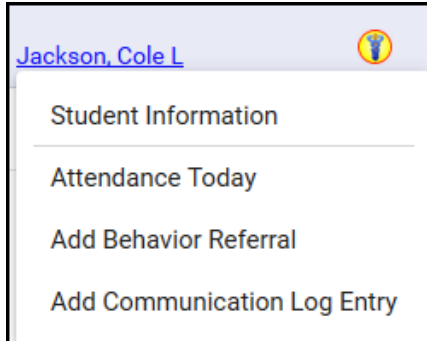 Jackson, Cole L
Student Information
Attendance Today
Add Behavior Referral
Add Communication Log Entry